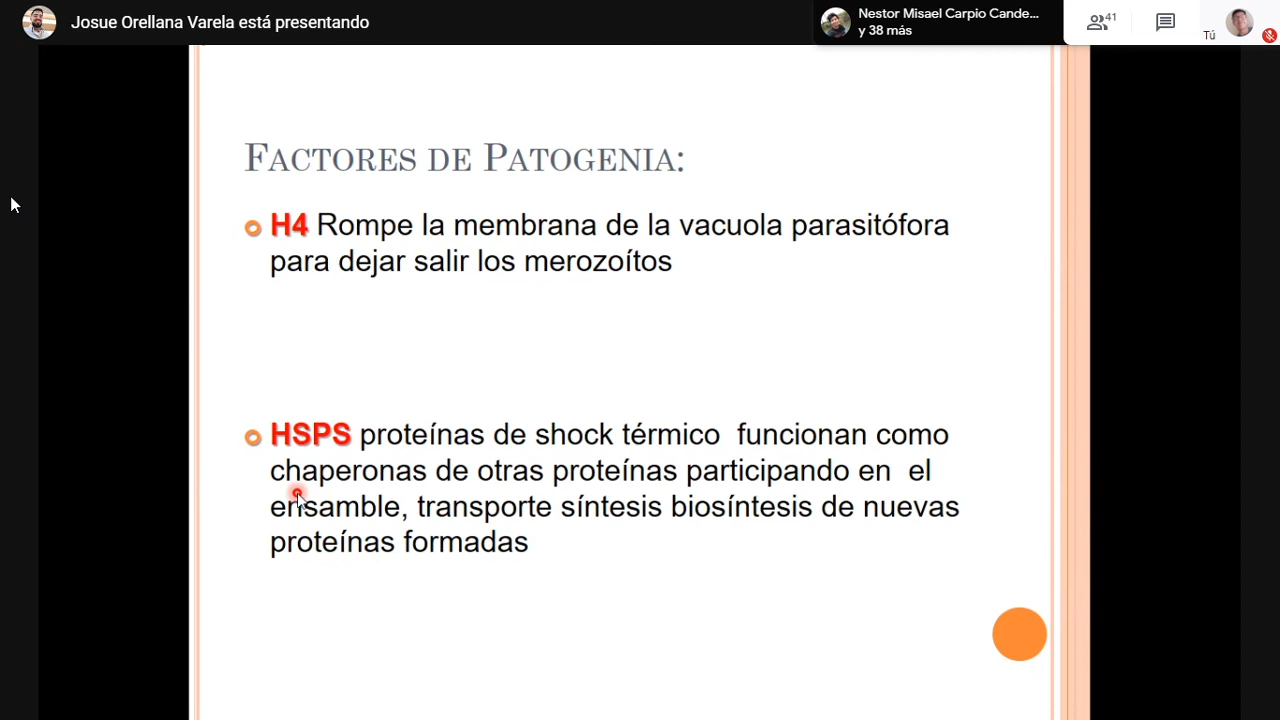 Josue Orellana Varela está presentando
Nestor Misael Carpio Cande...
y 38 más
41
Tú
FACTORES DE PATOGENIA:
H4 Rompe la membrana de la vacuola parasitófora
para dejar salir los merozoítos
HSPS proteínas de shock térmico funcionan como
chaperonas de otras proteínas participando en el
ensamble, transporte síntesis biosíntesis de nuevas
proteínas formadas